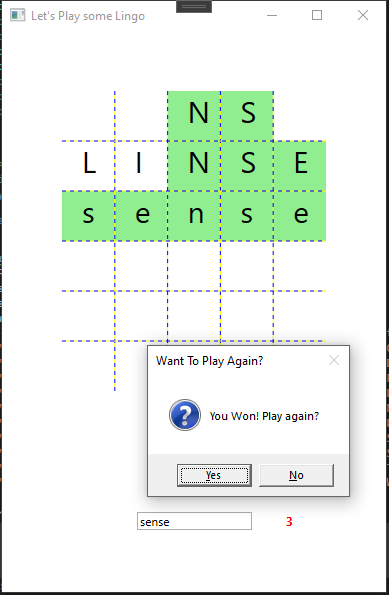 Let's Play some Lingo
N S
L I N S E
s e n s e
Want To Play Again?
You Won! Play again?
Yes No
sense 3